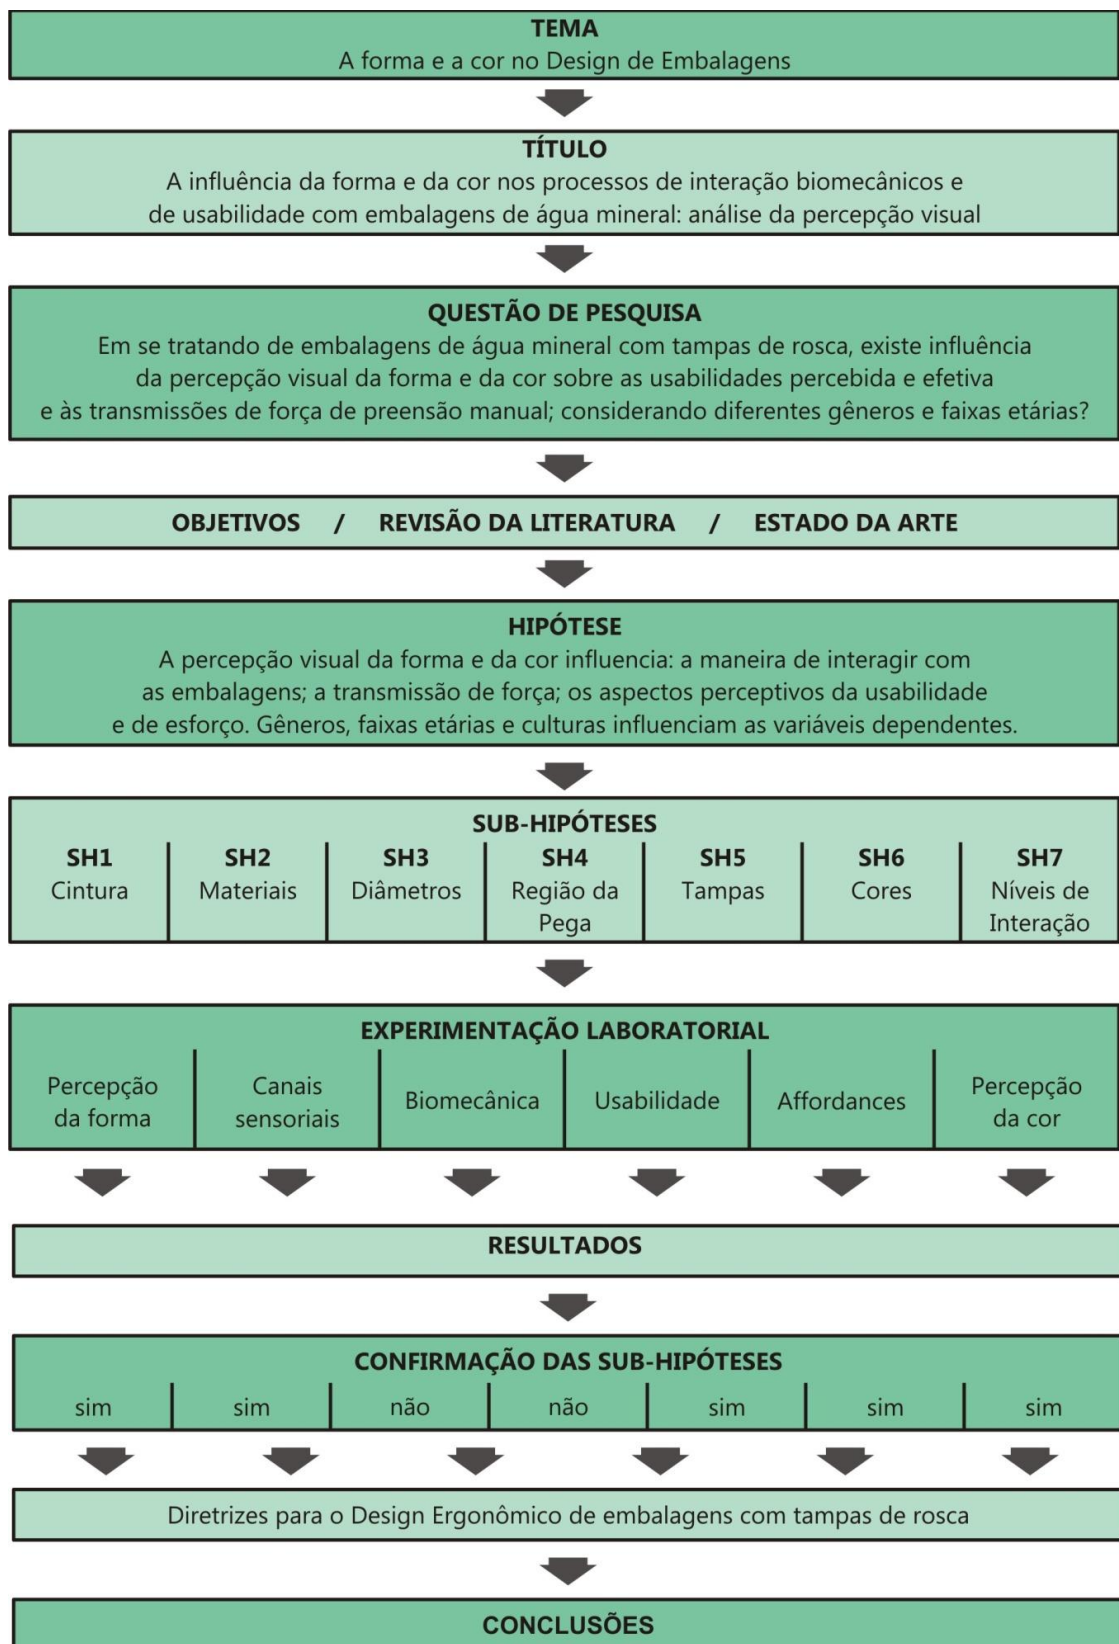 TEMA
A forma e a cor no Design de Embalagens
TÍTULO
A influência da forma e da cor nos processos de interação biomecânicos e
de usabilidade com embalagens de água mineral: análise da percepção visual
QUESTÃO DE PESQUISA
Em se tratando de embalagens de água mineral com tampas de rosca, existe influência
da percepção visual da forma e da cor sobre as usabilidades percebida e efetiva
e às transmissões de força de preensão manual; considerando diferentes gêneros e faixas etárias?
OBJETIVOS / REVISÃO DA LITERATURA / ESTADO DA ARTE
HIPÓTESE
A percepção visual da forma e da cor influencia: a maneira de interagir com
as embalagens; a transmissão de força; os aspectos perceptivos da usabilidade
e de esforço. Gêneros, faixas etárias e culturas influenciam as variáveis dependentes.
SUB-HIPÓTESES
SH1 SH2 SH3 SH4 SH5 SH6 SH7
Cintura Materiais Diâmetros Região da Tampas Cores Níveis de
Pega Interação
EXPERIMENTAÇÃO LABORATORIAL
Percepção Canais Biomecânica Usabilidade Affordances Percepção
da forma sensoriais da cor
RESULTADOS
CONFIRMAÇÃO DAS SUB-HIPÓTESES
sim sim não não sim sim sim
Diretrizes para o Design Ergonômico de embalagens com tampas de rosca
CONCLUSÕES